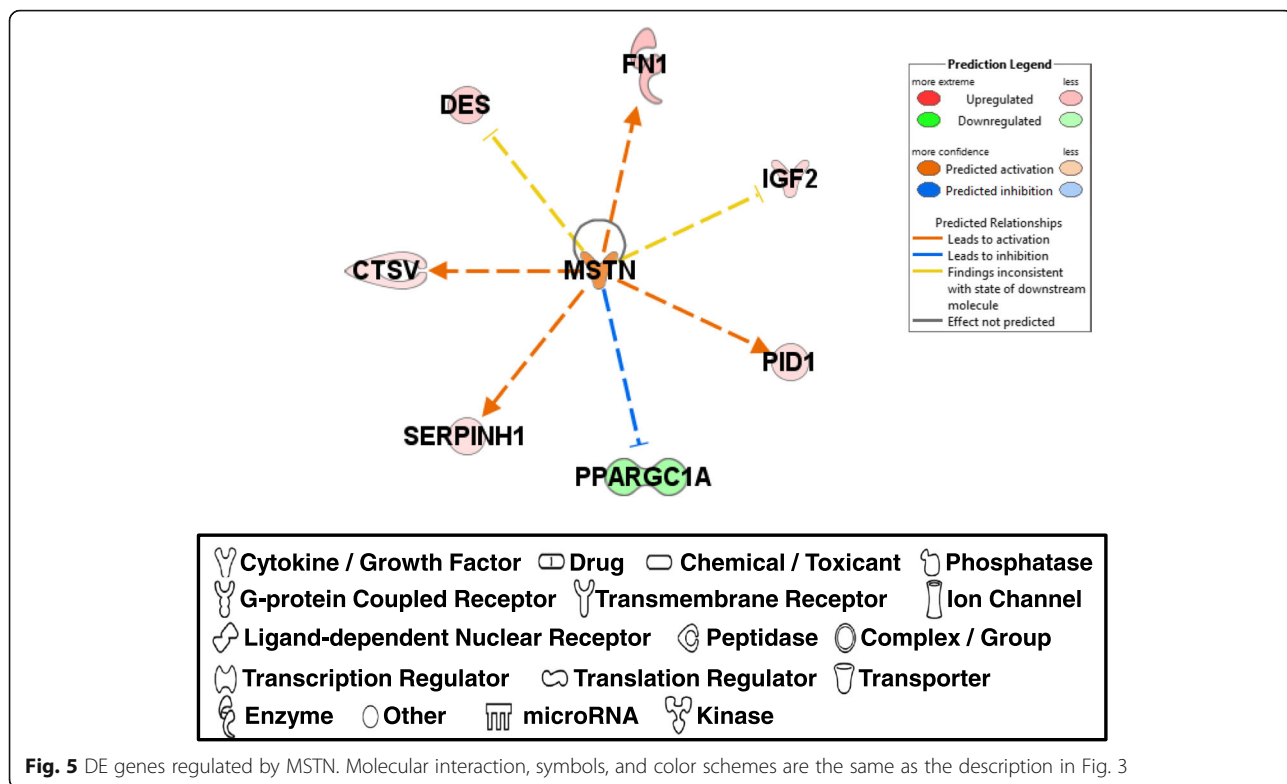 FN1
DES
IGF2
CTSV
MSTN
PID1
SERPINH1
PPARGC1A
Prediction Legend
more extreme less
Upregulated
Downregulated
more confidence less
Predicted activation
Predicted inhibition
Predicted Relationships
Leads to activation
Leads to inhibition
Findings inconsistent
with state of downstream
molecule
Effect not predicted
Cytokine / Growth Factor Drug Chemical / Toxicant Phosphatase
G-protein Coupled Receptor Transmembrane Receptor Ion Channel
Ligand-dependent Nuclear Receptor Peptidase Complex / Group
Transcription Regulator Translation Regulator Transporter
Enzyme Other microRNA Kinase
Fig. 5 DE genes regulated by MSTN. Molecular interaction, symbols, and color schemes are the same as the description in Fig. 3